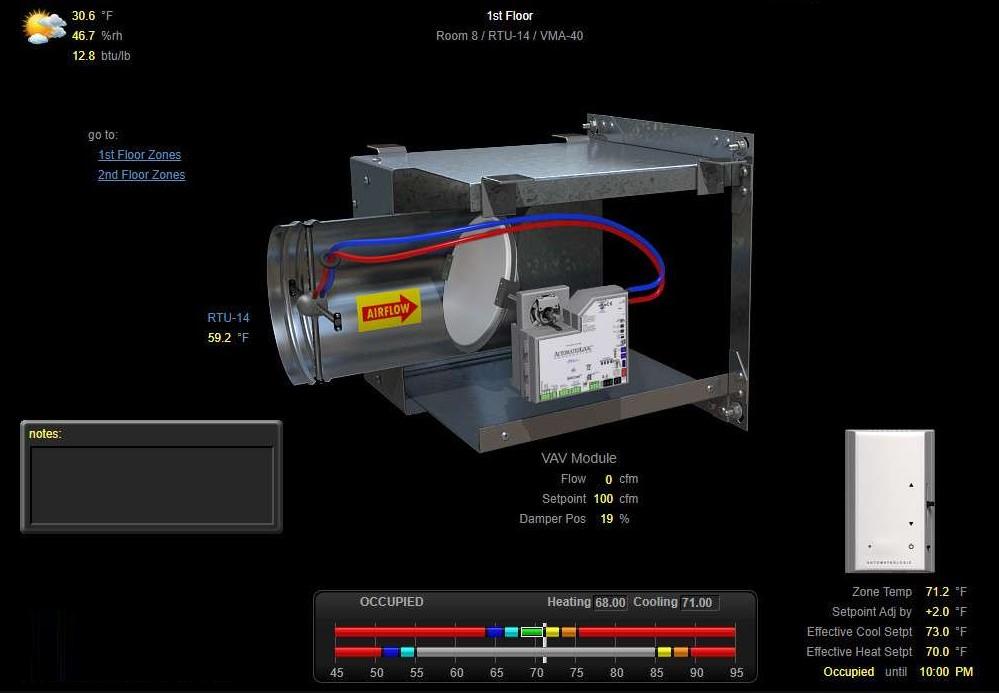 30.6 °F
46.7 %rh
12.8 btu/lb
1st Floor
Room 8 / RTU-14 / VMA-40
go to:
1st Floor Zones
2nd Floor Zones
AIRFLOW
RTU-14
59.2 °F
AUTOMATEDLOGIC
notes:
VAV Module
Flow 0 cfm
Setpoint 100 cfm
Damper Pos 19 %
AUTOMATEDLOGIC
OCCUPIED Heating 68.00 Cooling 71.00
45 50 55 60 65 70 75 80 85 90 95
Zone Temp 71.2 °F
Setpoint Adj by +2.0 °F
Effective Cool Setpt 73.0 °F
Effective Heat Setpt 70.0 °F
Occupied until 10:00 PM